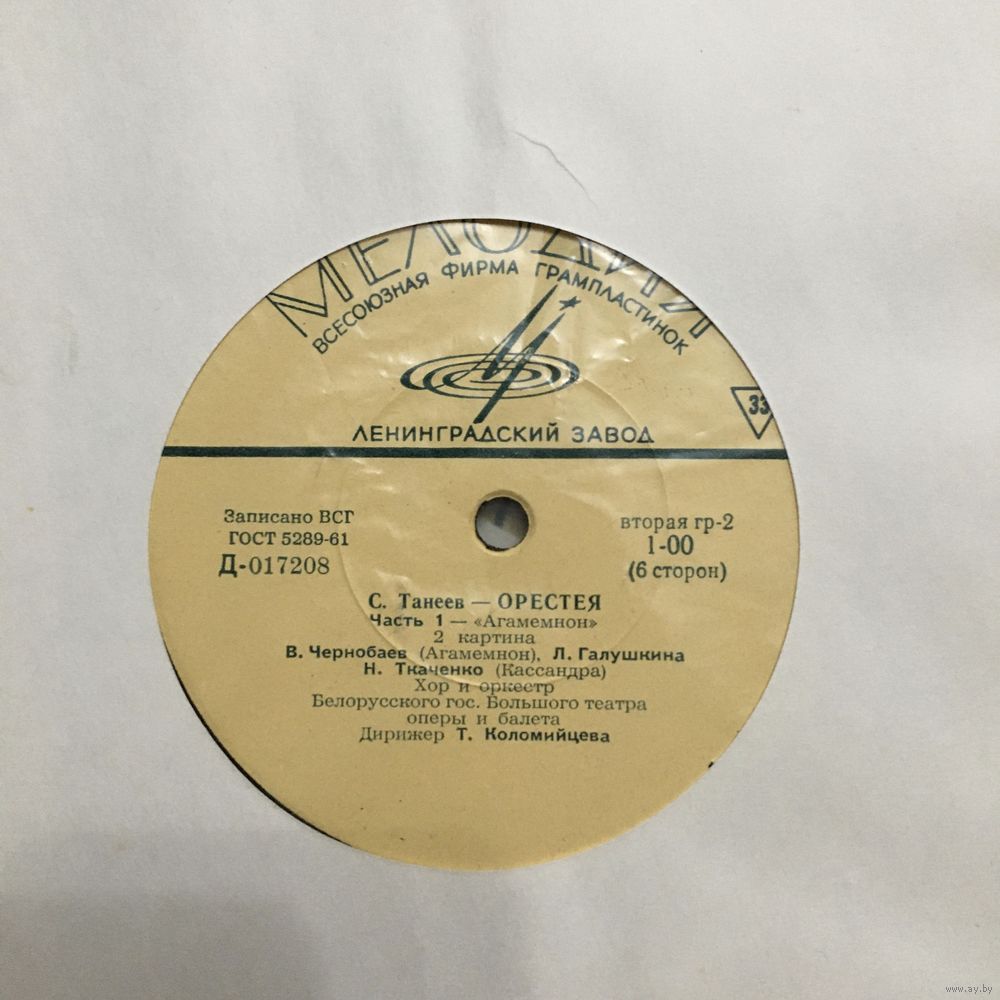 МЕЛОДИЯ
ВСЕСОЮЗНАЯ ФИРМА ГРАМПЛАСТИНОК
33
ЛЕНИНГРАДСКИЙ ЗАВОД
Записано ВСГ
ГОСТ 5289-61
Д-017208
вторая гр-2
1-00
(6 сторон)
С. Танеев — ОРЕСТЕЯ
Часть 1 — «Агамемнон»
2 картина
В. Чернобаев (Агамемнон), Л. Галушкина
Н. Ткаченко (Кассандра)
Хор и оркестр
Белорусского гос. Большого театра
оперы и балета
Дирижер Т. Коломийцева
www.ay.by